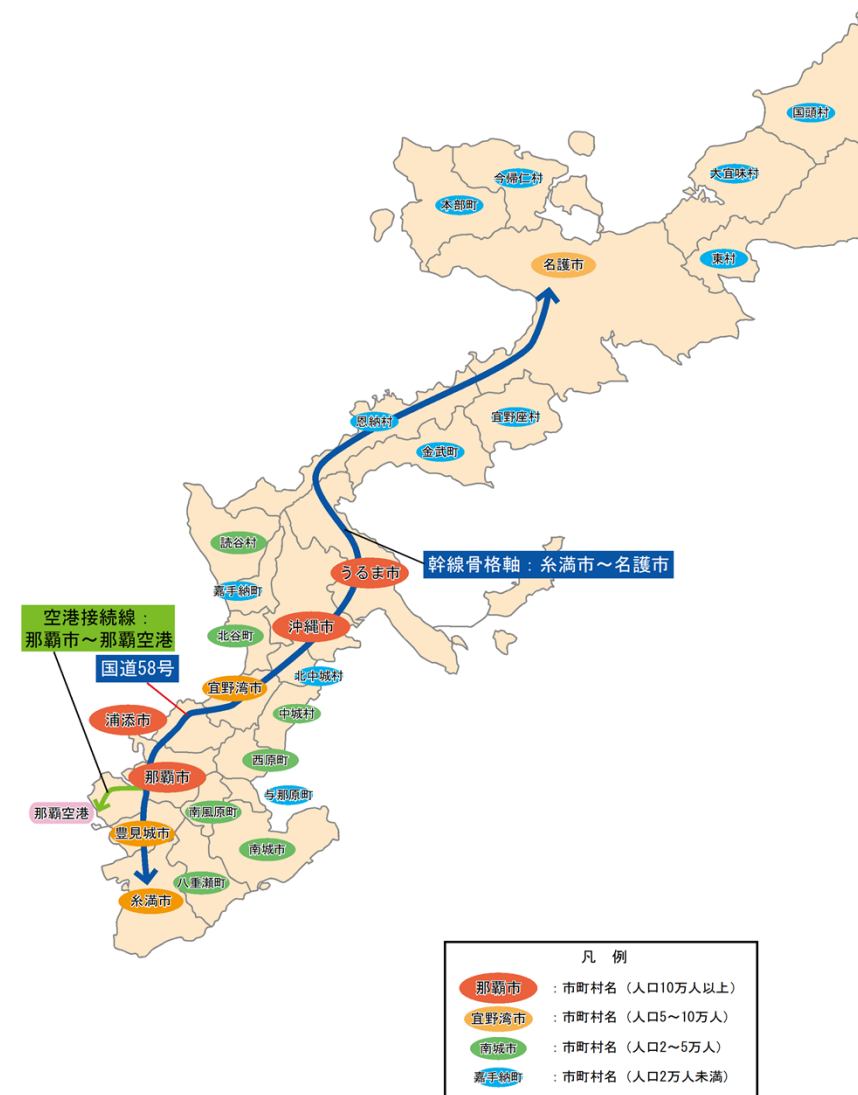 国頭村
大宜味村
今帰仁村
本部町
東村
名護市
恩納村
宜野座村
金武町
読谷村
幹線骨格軸：糸満市～名護市
うるま市
嘉手納町
空港接続線：
那覇市～那覇空港
沖縄市
北谷町
国道58号
北中城村
宜野湾市
中城村
浦添市
西原町
那覇市
与那原町
那覇空港
南風原町
豊見城市
南城市
八重瀬町
糸満市
凡 例
那覇市 ：市町村名（人口10万人以上）
宜野湾市 ：市町村名（人口5～10万人）
南城市 ：市町村名（人口2～5万人）
嘉手納町 ：市町村名（人口2万人未満）